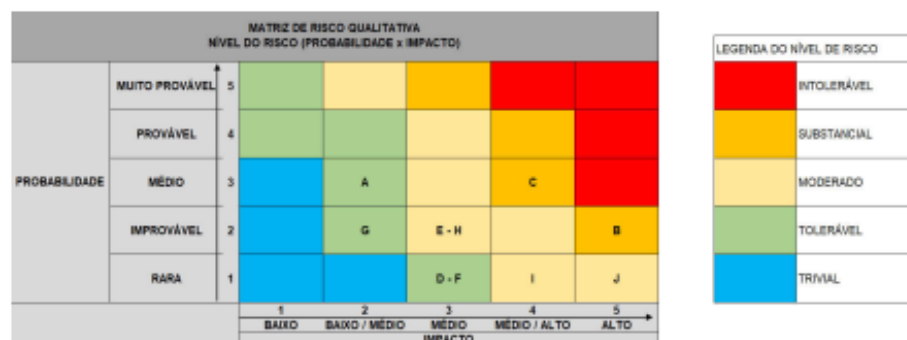 MATRIZ DE RISCO QUALITATIVA
NÍVEL DO RISCO (PROBABILIDADE x IMPACTO)
MUITO PROVÁVEL 5
PROVÁVEL 4
PROBABILIDADE MÉDIO 3 A C
IMPROVÁVEL 2 G E - H B
RARA 1 D - F I J
1 2 3 4 5
BAIXO BAIXO / MÉDIO MÉDIO MÉDIO / ALTO ALTO
IMPACTO
LEGENDA DO NÍVEL DE RISCO
INTOLERÁVEL
SUBSTANCIAL
MODERADO
TOLERÁVEL
TRIVIAL